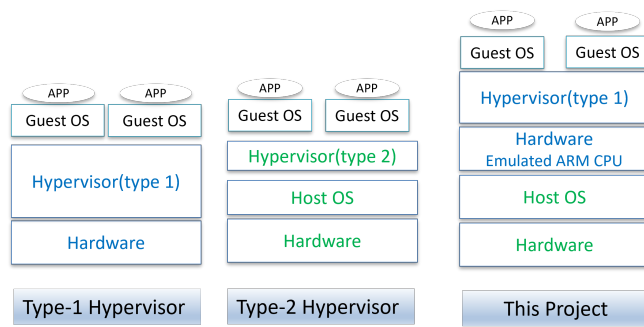 APP
APP
Guest OS
Guest OS
Hypervisor(type 1)
Hardware
Type-1 Hypervisor
APP
APP
Guest OS
Guest OS
Hypervisor(type 2)
Host OS
Hardware
Type-2 Hypervisor
APP
APP
Guest OS
Guest OS
Hypervisor(type 1)
Hardware
Emulated ARM CPU
Host OS
Hardware
This Project